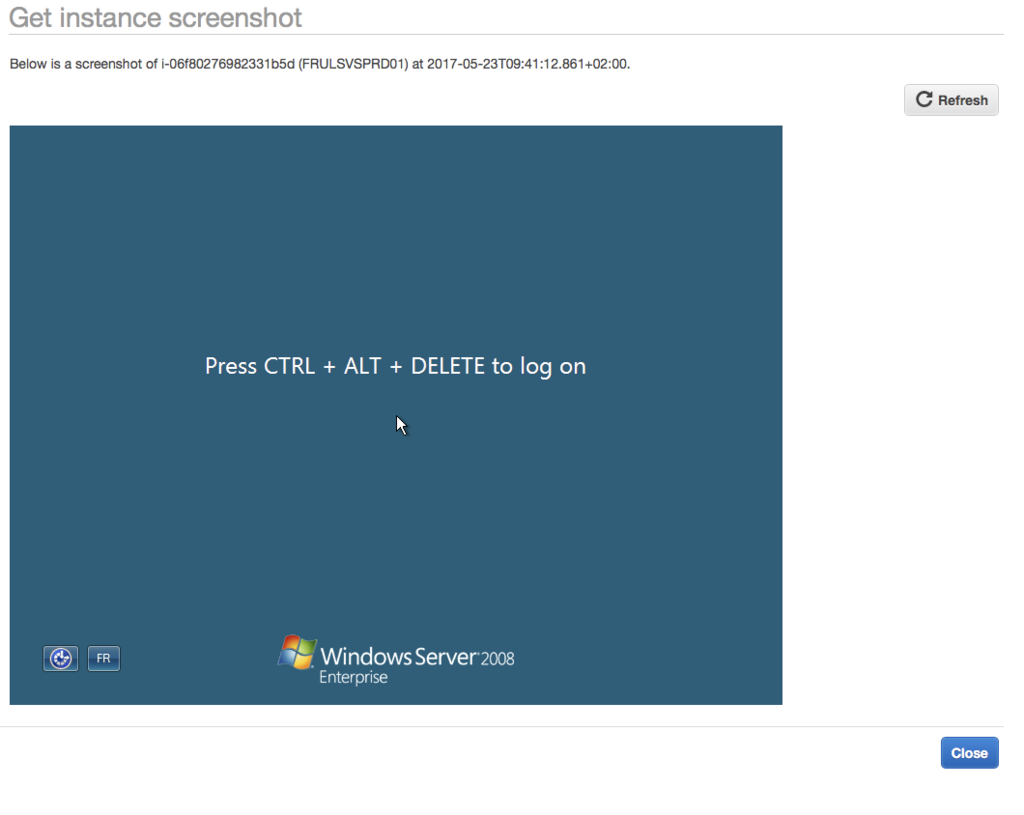 Get instance screenshot
Below is a screenshot of i-06f80276982331b5d (FRULSVSPRD01) at 2017-05-23T09:41:12.861+02:00.
Refresh
Press CTRL + ALT + DELETE to log on
FR
Windows Server 2008
Enterprise
Close